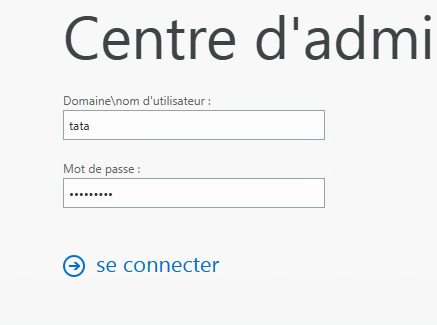 Centre d'admi
Domaine\nom d'utilisateur :
tata
Mot de passe :
•••••••••
se connecter